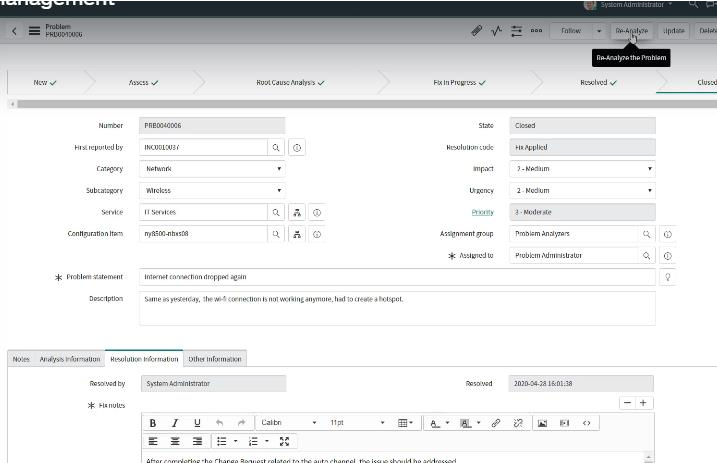 nagement
System Administrator
Problem
PRB0040006
Follow
Re-Analyze
Update
Delete
Re-Analyze the Problem
New
Assess
Root Cause Analysis
Fix In Progress
Resolved
Closed
Number PRB0040006
State Closed
First reported by INC0010037
Resolution code Fix Applied
Category Network
Impact 2 - Medium
Subcategory Wireless
Urgency 2 - Medium
Service IT Services
Priority 3 - Moderate
Configuration item ny8500-nbxs08
Assignment group Problem Analyzers
Assigned to Problem Administrator
Problem statement Internet connection dropped again
Description Same as yesterday, the wi-fi connection is not working anymore, had to create a hotspot.
Notes Analysis Information Resolution Information Other Information
Resolved by System Administrator
Resolved 2020-04-28 16:01:38
Fix notes
B I U Calibri 11pt A A
After completing the Change Request related to the auto channel, the issue should be addressed